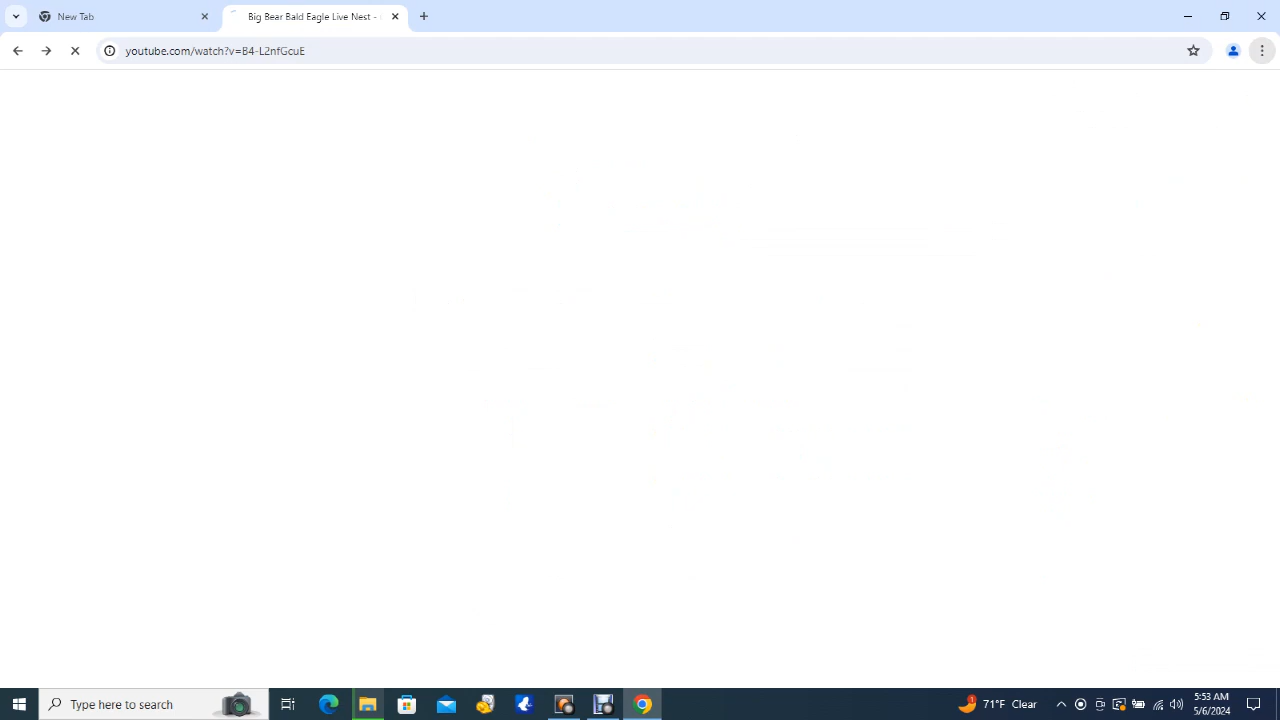 New Tab
Big Bear Bald Eagle Live Nest -
youtube.com/watch?v=B4-L2nfGcuE
Type here to search
1
71°F Clear
5:53 AM
5/6/2024